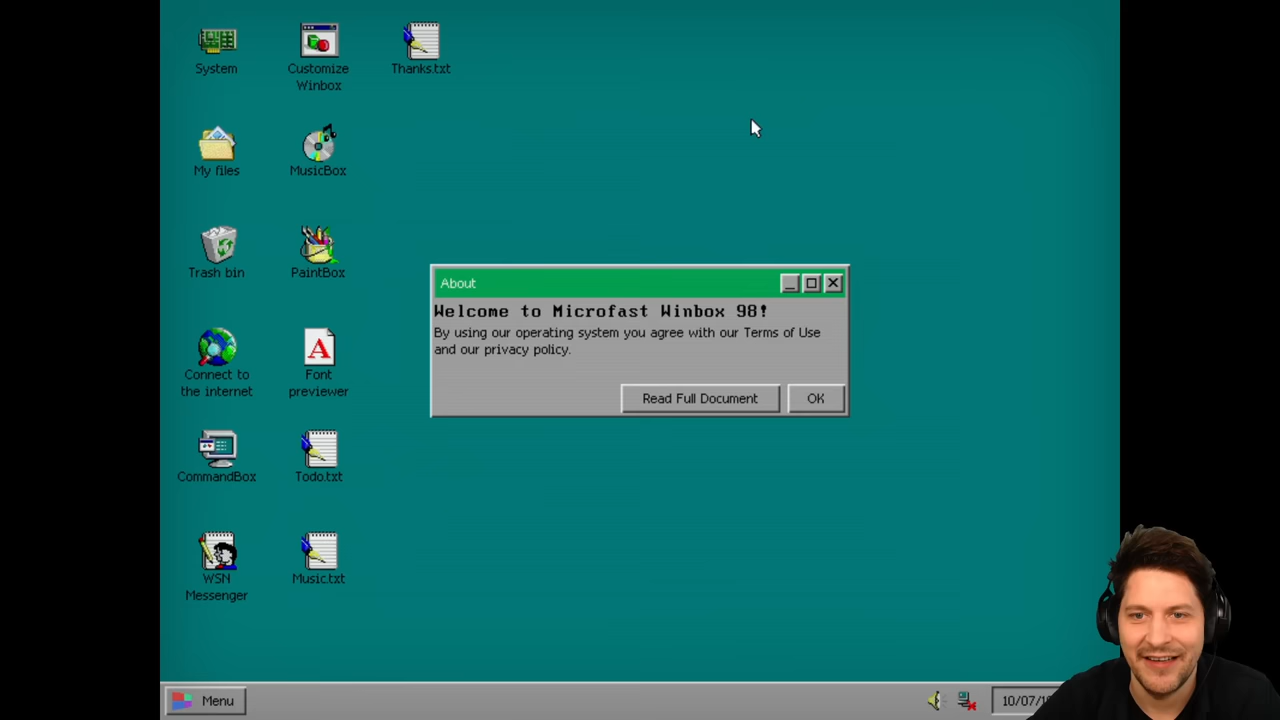 System
Customize
Winbox
Thanks.txt
My files
MusicBox
Trash bin
PaintBox
About
Welcome to Microfast Winbox 98!
By using our operating system you agree with our Terms of Use
and our privacy policy.
Read Full Document
OK
Connect to
the internet
Font
previewer
CommandBox
Todo.txt
WSN
Messenger
Music.txt
Menu